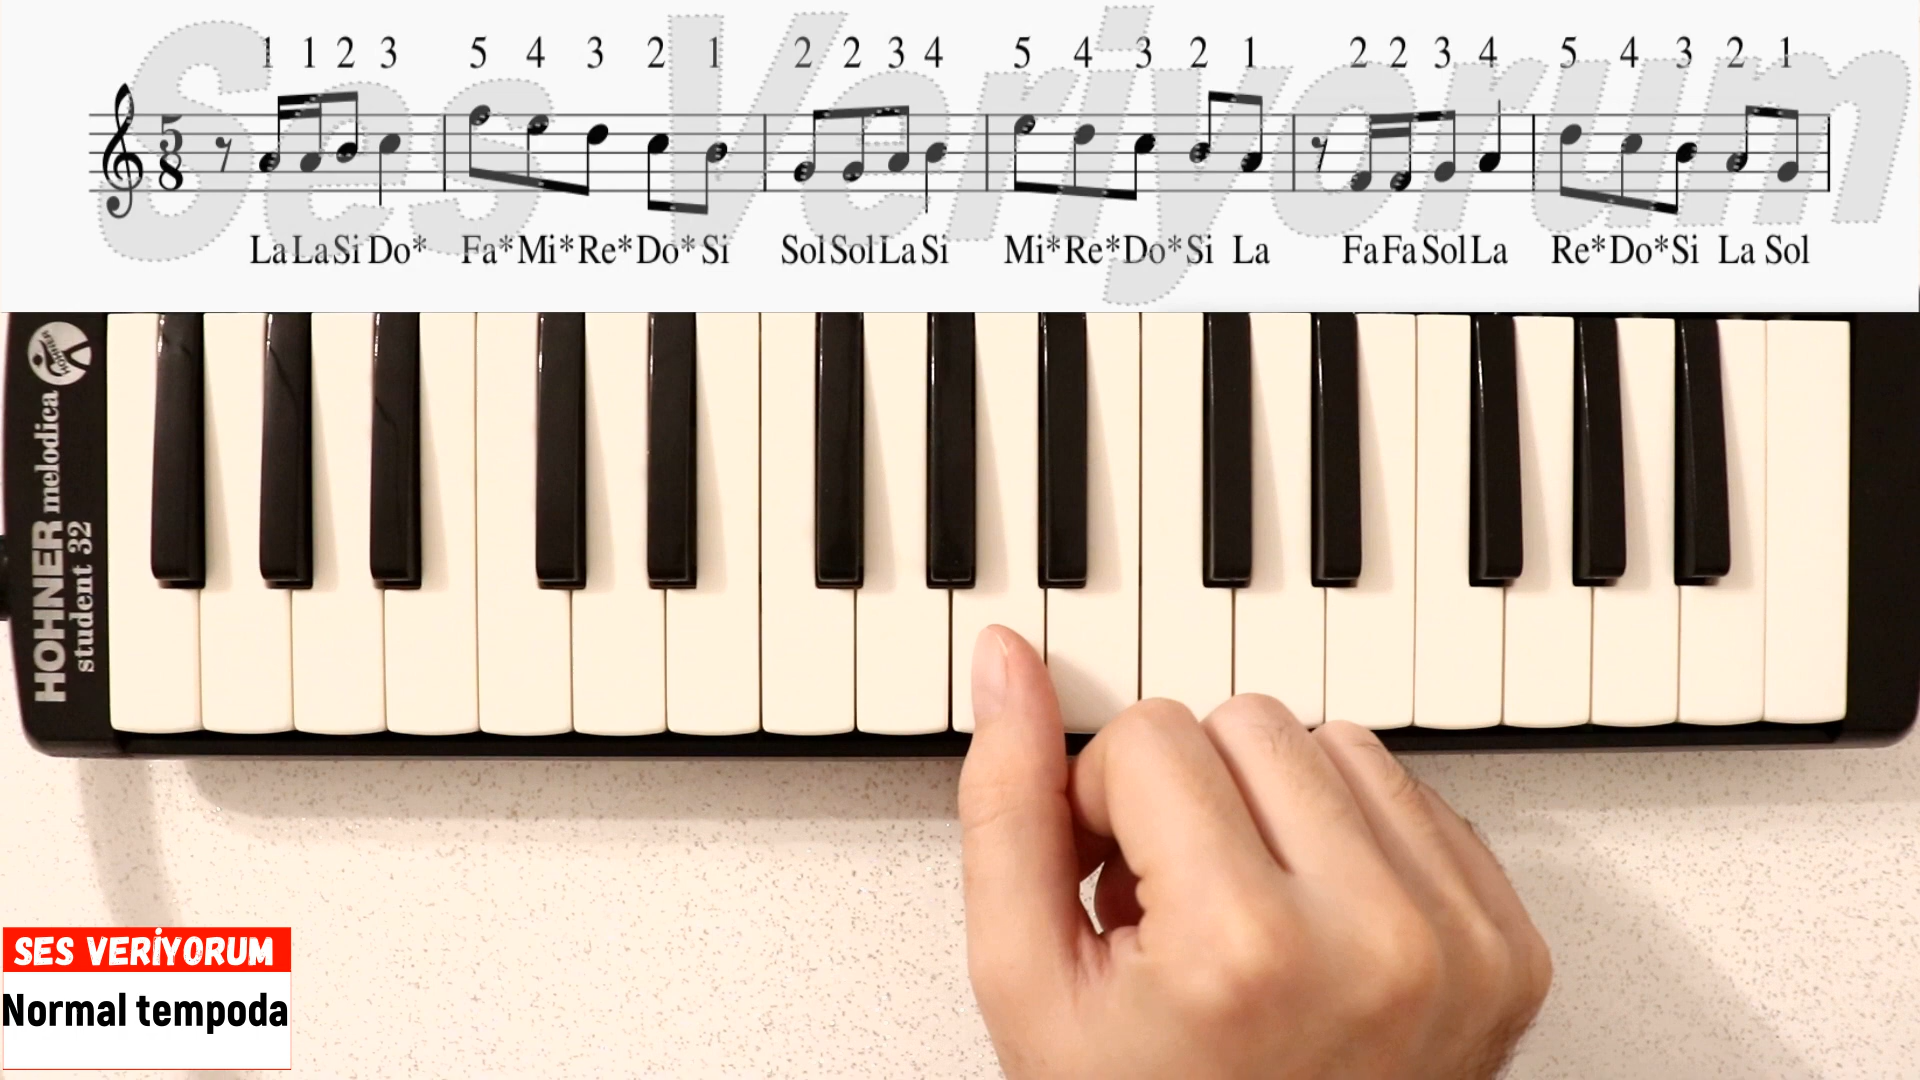 Ses Veriyorum
1 1 2 3 5 4 3 2 1 2 2 3 4 5 4 3 2 1 2 2 3 4 5 4 3 2 1
5
8
La La Si Do* Fa* Mi* Re* Do* Si Sol Sol La Si Mi* Re* Do* Si La Fa Fa Sol La Re* Do* Si La Sol
HOHNER
HOHNER melodica
student 32
SES VERİYORUM
Normal tempoda